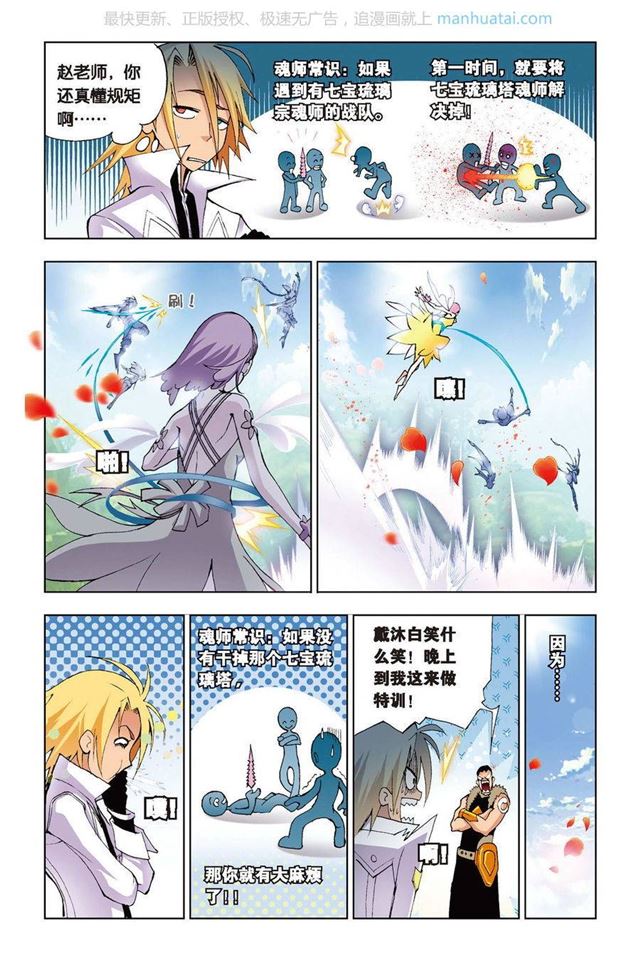 最快更新、正版授权、极速无广告，追漫画就上 manhuatai.com
赵老师，你
还真懂规矩
啊……
魂师常识：如果
遇到有七宝琉璃
宗魂师的战队。
第一时间，就要将
七宝琉璃塔魂师解
决掉！
刷！
啪！
嚓！
噗！
魂师常识：如果没
有干掉那个七宝琉
璃塔，
那你就有大麻烦
了！！
戴沐白笑什
么笑！晚上
到我这来做
特训！
啊！
因为……